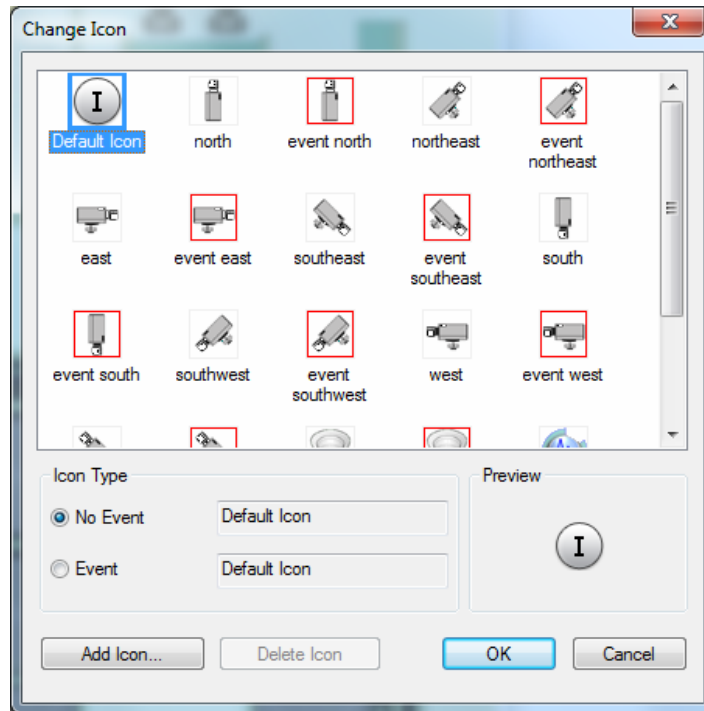 Change Icon
I
Default Icon
north
event north
northeast
event
northeast
east
event east
southeast
event
southeast
south
event south
southwest
event
southwest
west
event west
Icon Type
Preview
No Event
Default Icon
I
Event
Default Icon
Add Icon...
Delete Icon
OK
Cancel